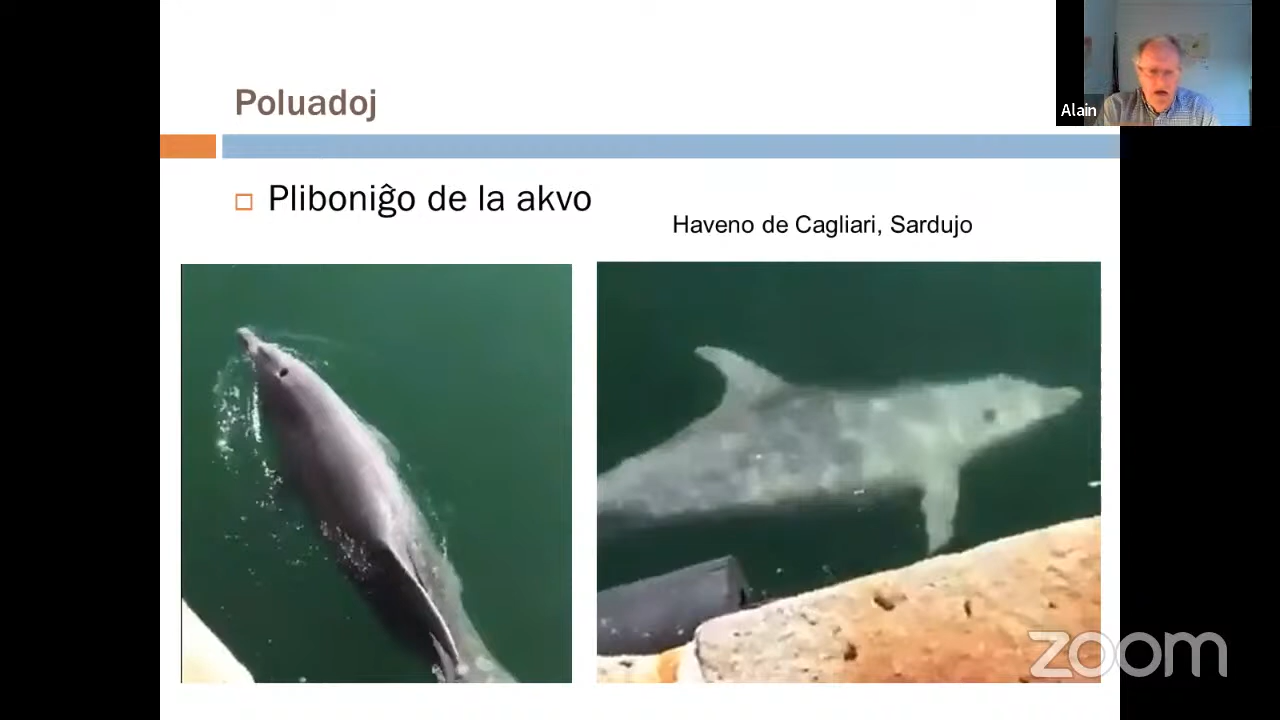 Poluadoj
Pliboniĝo de la akvo
Haveno de Cagliari, Sardujo
Alain
zoom